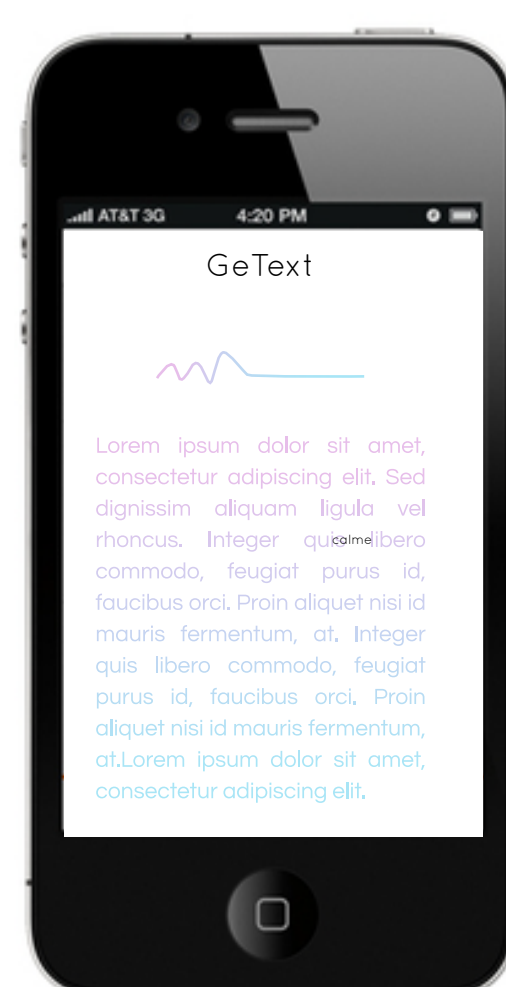 AT&T 3G 4:20 PM
GeText
Lorem ipsum dolor sit amet,
consectetur adipiscing elit. Sed
dignissim aliquam ligula vel
rhoncus. Integer quis libero
calme
commodo, feugiat purus id,
faucibus orci. Proin aliquet nisi id
mauris fermentum, at. Integer
quis libero commodo, feugiat
purus id, faucibus orci. Proin
aliquet nisi id mauris fermentum,
at.Lorem ipsum dolor sit amet,
consectetur adipiscing elit.